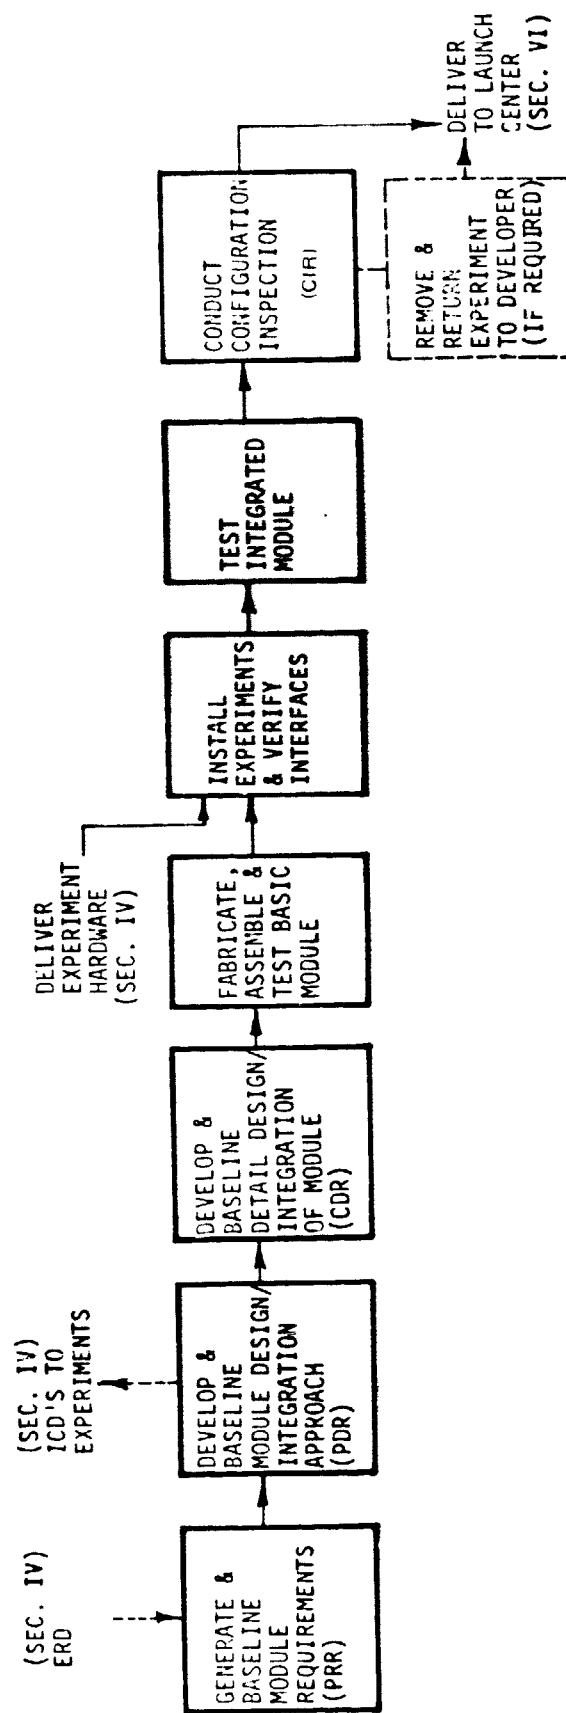 (SEC. IV)
ERD
GENERATE &
BASELINE
MODULE
REQUIREMENTS
(PRR)
(SEC. IV)
ICD'S TO
EXPERIMENTS
DEVELOP &
BASELINE
MODULE DESIGN/
INTEGRATION
APPROACH
(PDR)
DEVELOP &
BASELINE
DETAIL DESIGN/
INTEGRATION
OF MODULE
(CDR)
FABRICATE,
ASSEMBLE &
TEST BASIC
MODULE
DELIVER
EXPERIMENT
HARDWARE
(SEC. IV)
INSTALL
EXPERIMENTS
& VERIFY
INTERFACES
TEST
INTEGRATED
MODULE
CONDUCT
CONFIGURATION
INSPECTION
(CIR)
REMOVE &
RETURN
EXPERIMENT
TO DEVELOPER
(IF REQUIRED)
DELIVER
TO LAUNCH
CENTER
(SEC. VI)